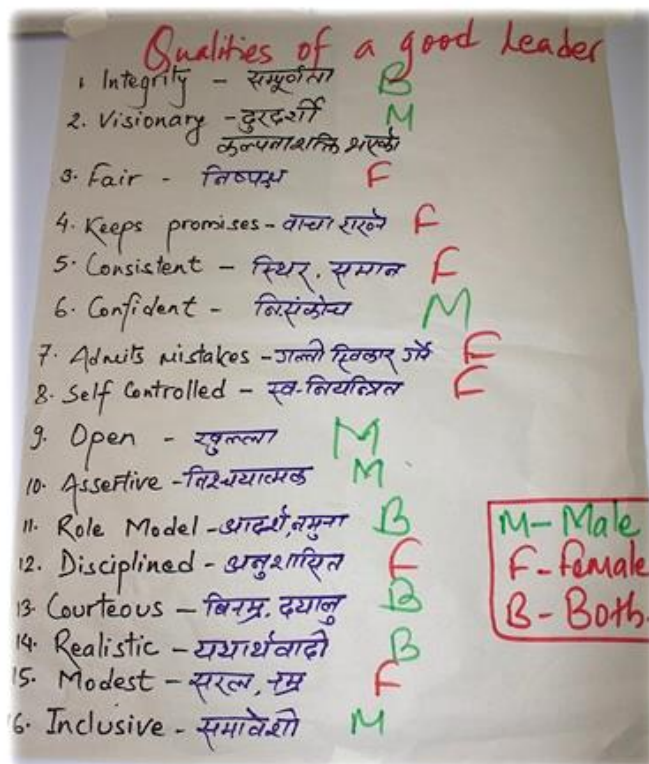 Qualities of a good Leader
1. Integrity - सम्पूर्णता B
2. Visionary - दुरदर्शी M
कल्पनाशक्ति भएको
3. Fair - निष्पक्ष F
4. Keeps promises - वाचा राख्ने F
5. Consistent - स्थिर, समान F
6. Confident - निसंकोच M
7. Admits mistakes - गल्ती स्विकार गर्ने F
8. Self Controlled - स्व-नियन्त्रित F
9. Open - खुल्ला M
10. Assertive - निश्चयात्मक M
11. Role Model - आदर्श, नमुना B
12. Disciplined - अनुशासित F
13. Courteous - विनम्र, दयालु B
14. Realistic - यथार्थवादी B
15. Modest - सरल, नम्र F
6. Inclusive - समावेशी M
M - Male
F - Female
B - Both.